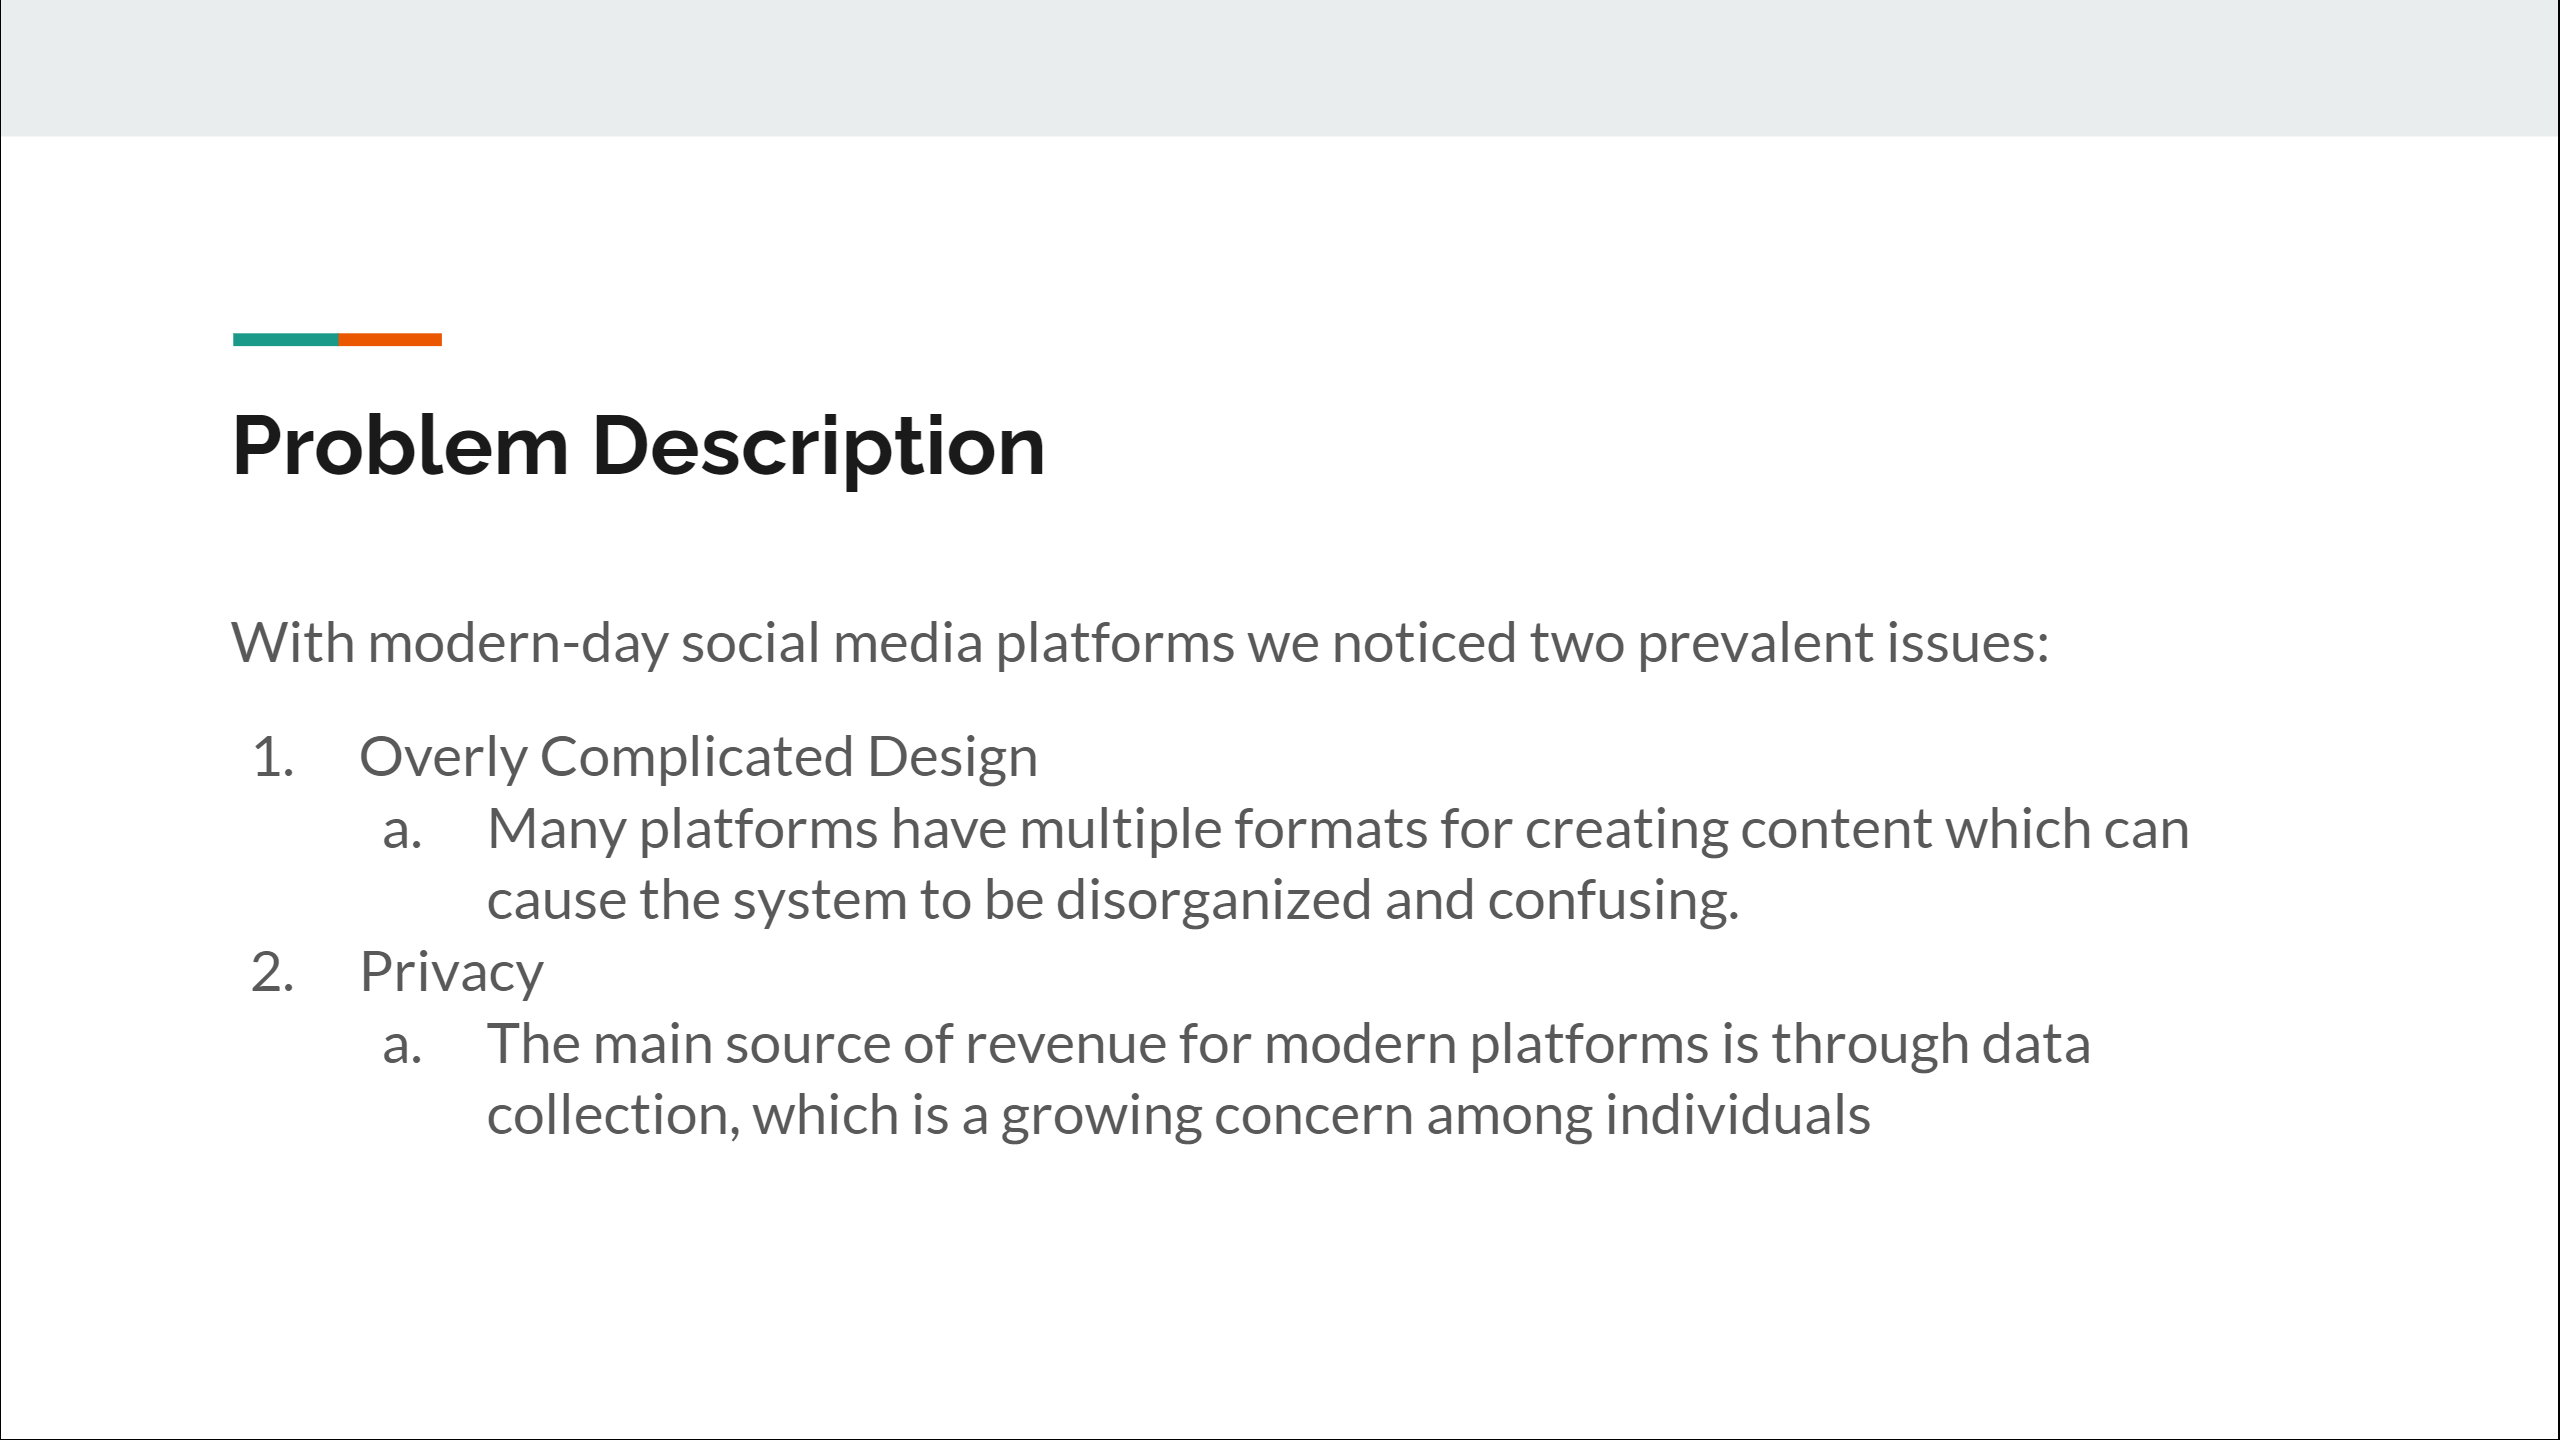 Problem Description
With modern-day social media platforms we noticed two prevalent issues:
1. Overly Complicated Design
a. Many platforms have multiple formats for creating content which can
cause the system to be disorganized and confusing.
2. Privacy
a. The main source of revenue for modern platforms is through data
collection, which is a growing concern among individuals